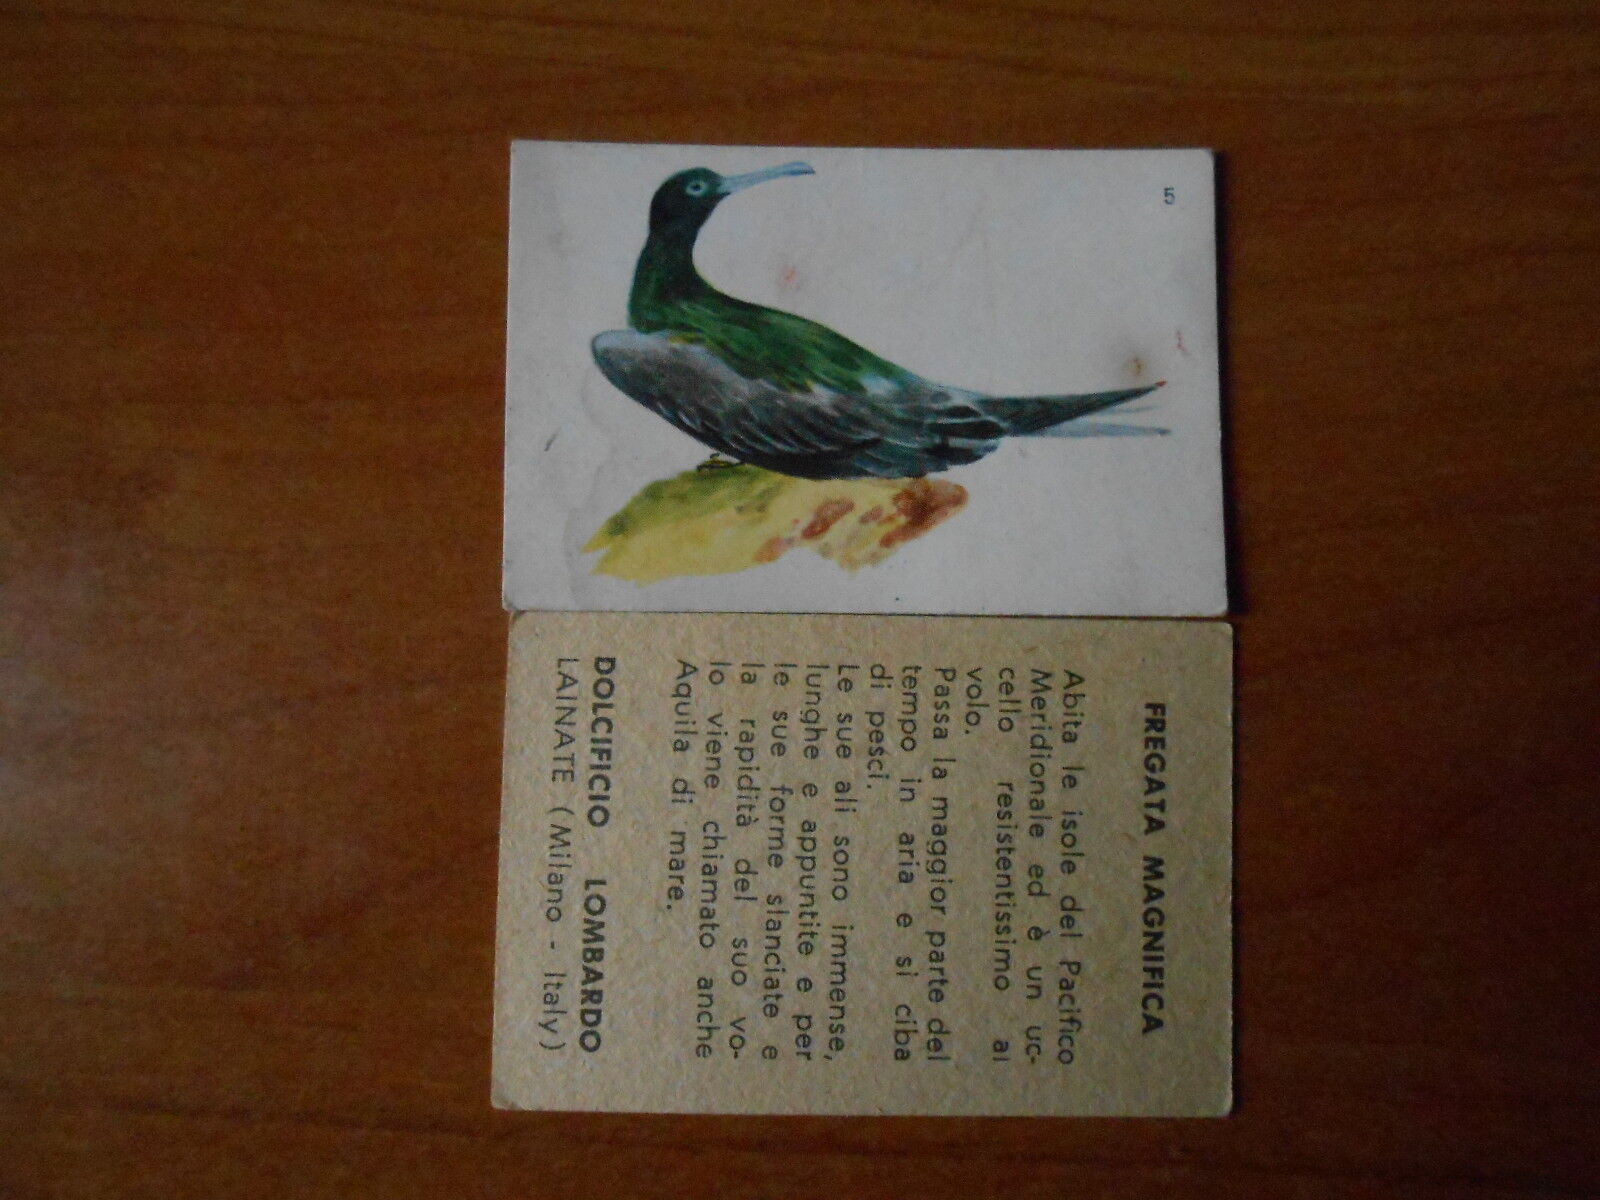 5
FREGATA MAGNIFICA
Abita le isole del Pacifico
Meridionale ed è un uc-
cello resistentissimo al
volo.
Passa la maggior parte del
tempo in aria e si ciba
di pesci.
Le sue ali sono immense,
lunghe e appuntite e per
le sue forme slanciate e
la rapidità del suo vo-
lo viene chiamato anche
Aquila di mare.
DOLCIFICIO LOMBARDO
LAINATE (Milano - Italy)